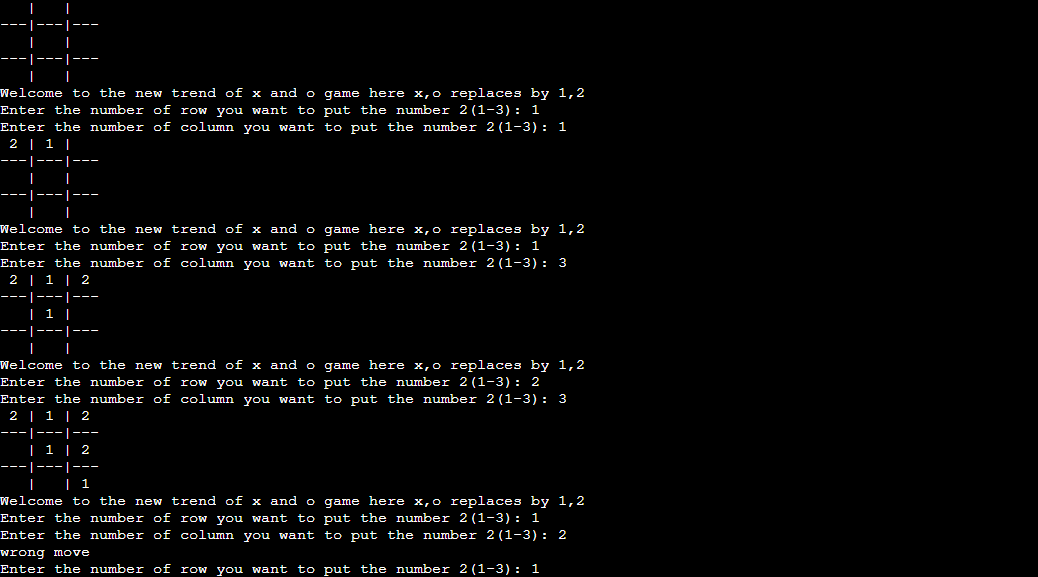 |   |
---|---|---
   |   |
---|---|---
   |   |
Welcome to the new trend of x and o game here x,o replaces by 1,2
Enter the number of row you want to put the number 2(1-3): 1
Enter the number of column you want to put the number 2(1-3): 1
 2 | 1 |
---|---|---
   |   |
---|---|---
   |   |
Welcome to the new trend of x and o game here x,o replaces by 1,2
Enter the number of row you want to put the number 2(1-3): 1
Enter the number of column you want to put the number 2(1-3): 3
 2 | 1 | 2
---|---|---
   | 1 |
---|---|---
   |   |
Welcome to the new trend of x and o game here x,o replaces by 1,2
Enter the number of row you want to put the number 2(1-3): 2
Enter the number of column you want to put the number 2(1-3): 3
 2 | 1 | 2
---|---|---
   | 1 | 2
---|---|---
   |   | 1
Welcome to the new trend of x and o game here x,o replaces by 1,2
Enter the number of row you want to put the number 2(1-3): 1
Enter the number of column you want to put the number 2(1-3): 2
wrong move
Enter the number of row you want to put the number 2(1-3): 1